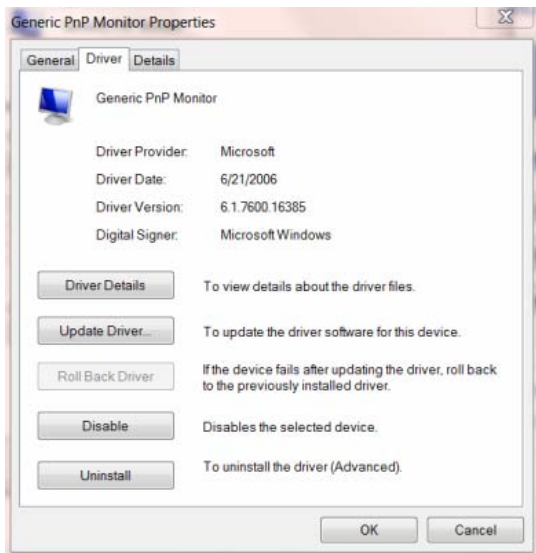 Generic PnP Monitor Properties
General Driver Details
Generic PnP Monitor
Driver Provider: Microsoft
Driver Date: 6/21/2006
Driver Version: 6.1.7600.16385
Digital Signer: Microsoft Windows
Driver Details To view details about the driver files.
Update Driver... To update the driver software for this device.
Roll Back Driver If the device fails after updating the driver, roll back
to the previously installed driver.
Disable Disables the selected device.
Uninstall To uninstall the driver (Advanced).
OK Cancel